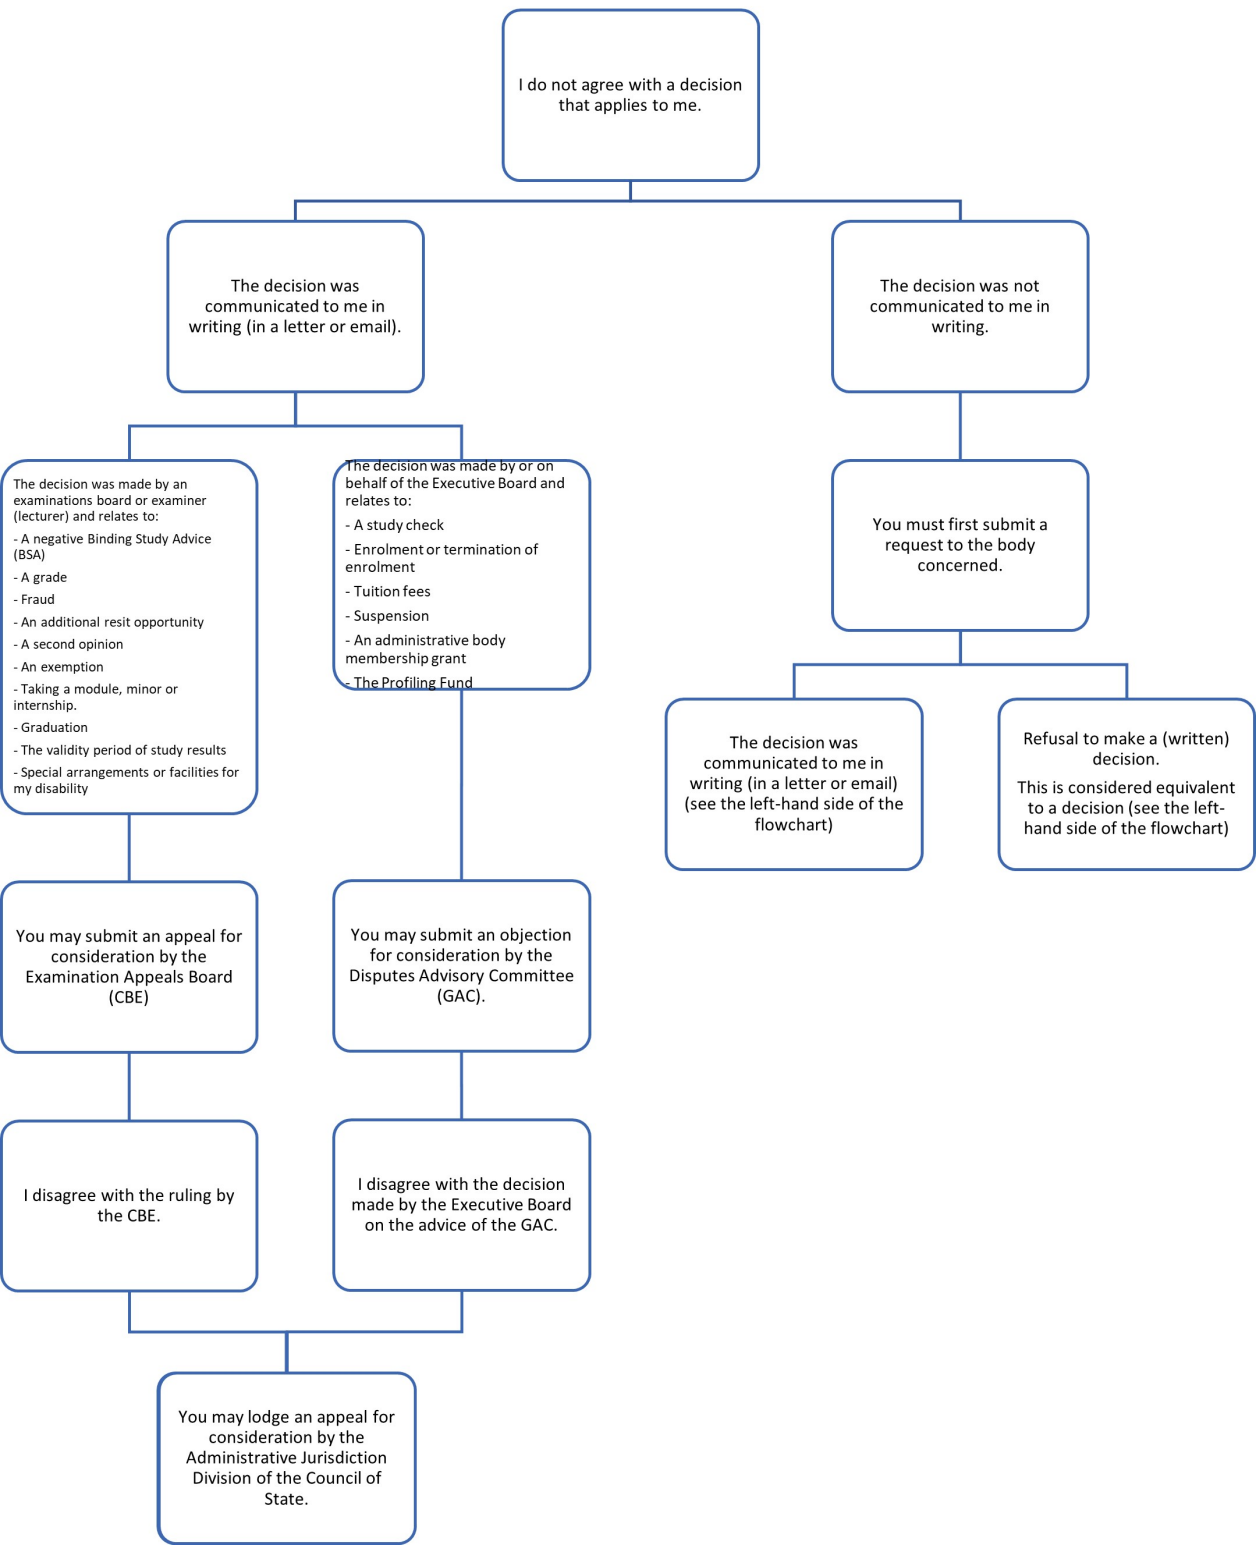 I do not agree with a decision
that applies to me.
The decision was
communicated to me in
writing (in a letter or email).
The decision was not
communicated to me in
writing.
The decision was made by an
examinations board or examiner
(lecturer) and relates to:
- A negative Binding Study Advice
(BSA)
- A grade
- Fraud
- An additional resit opportunity
- A second opinion
- An exemption
- Taking a module, minor or
internship.
- Graduation
- The validity period of study results
- Special arrangements or facilities for
my disability
The decision was made by or on
behalf of the Executive Board and
relates to:
- A study check
- Enrolment or termination of
enrolment
- Tuition fees
- Suspension
- An administrative body
membership grant
- The Profiling Fund
You must first submit a
request to the body
concerned.
The decision was
communicated to me in
writing (in a letter or email)
(see the left-hand side of the
flowchart)
Refusal to make a (written)
decision.
This is considered equivalent
to a decision (see the left-
hand side of the flowchart)
You may submit an appeal for
consideration by the
Examination Appeals Board
(CBE)
You may submit an objection
for consideration by the
Disputes Advisory Committee
(GAC).
I disagree with the ruling by
the CBE.
I disagree with the decision
made by the Executive Board
on the advice of the GAC.
You may lodge an appeal for
consideration by the
Administrative Jurisdiction
Division of the Council of
State.